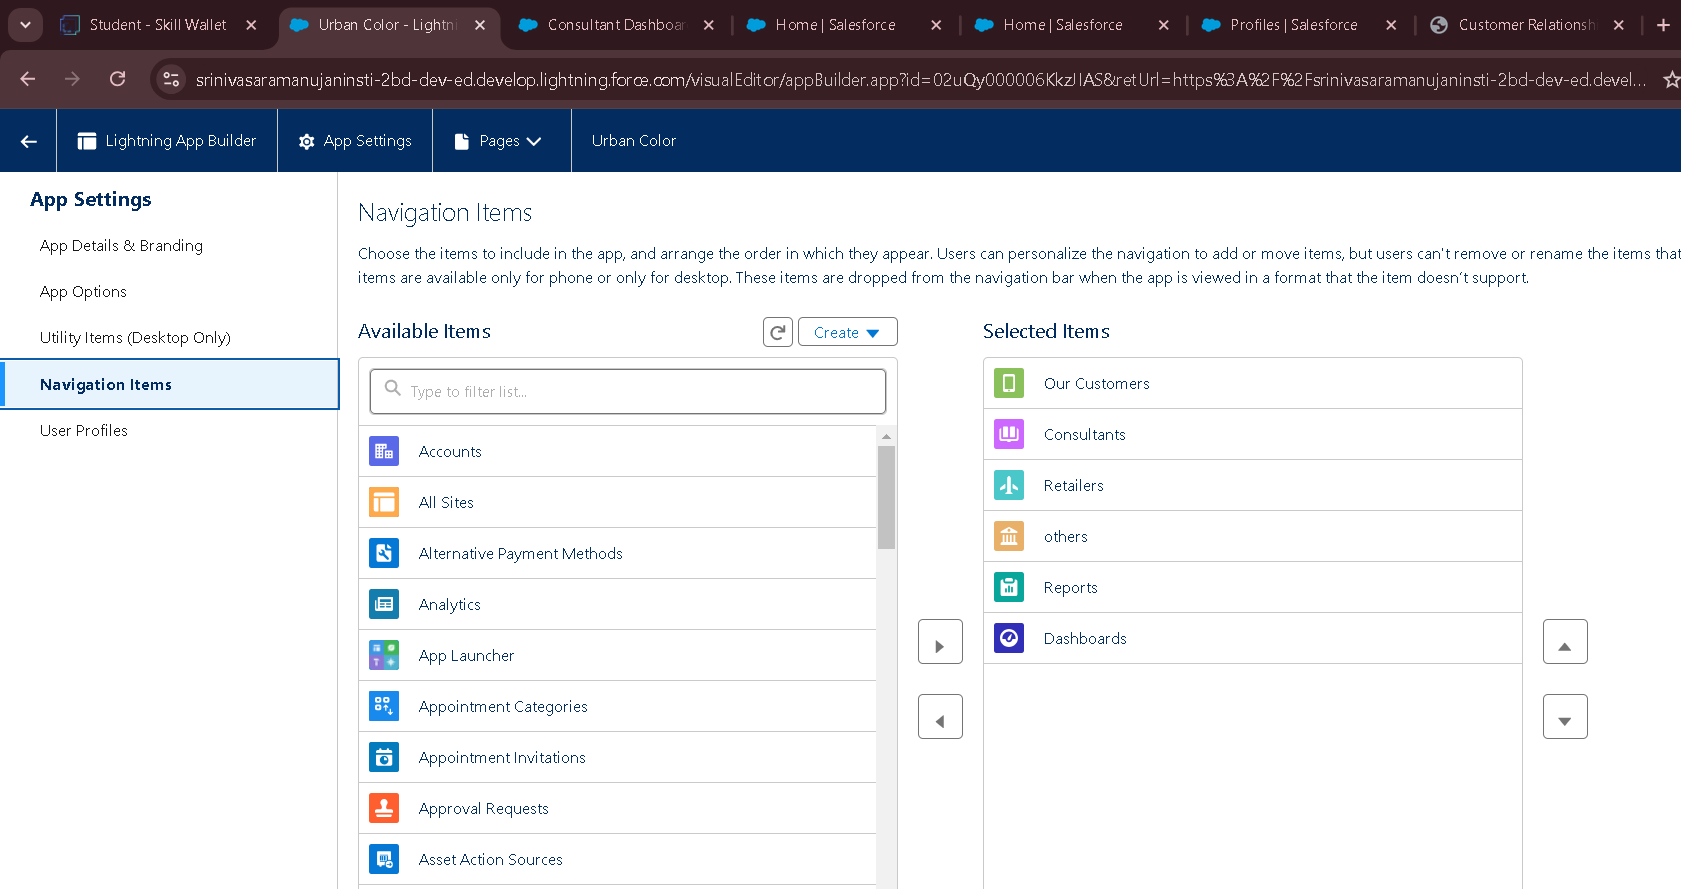 Student - Skill Wallet
Urban Color - Lightni
Consultant Dashboar
Home | Salesforce
Home | Salesforce
Profiles | Salesforce
Customer Relationsh
srinivasaramanujaninsti-2bd-dev-ed.develop.lightning.force.com/visualEditor/appBuilder.app?id=02uQy000006KkzJIAS&retUrl=https%3A%2F%2Fsrinivasaramanujaninsti-2bd-dev-ed.devel...
Lightning App Builder
App Settings
Pages
Urban Color
App Settings
App Details & Branding
App Options
Utility Items (Desktop Only)
Navigation Items
User Profiles
Navigation Items
Choose the items to include in the app, and arrange the order in which they appear. Users can personalize the navigation to add or move items, but users can't remove or rename the items that
items are available only for phone or only for desktop. These items are dropped from the navigation bar when the app is viewed in a format that the item doesn't support.
Available Items
Create
Type to filter list...
Accounts
All Sites
Alternative Payment Methods
Analytics
App Launcher
Appointment Categories
Appointment Invitations
Approval Requests
Asset Action Sources
Selected Items
Our Customers
Consultants
Retailers
others
Reports
Dashboards